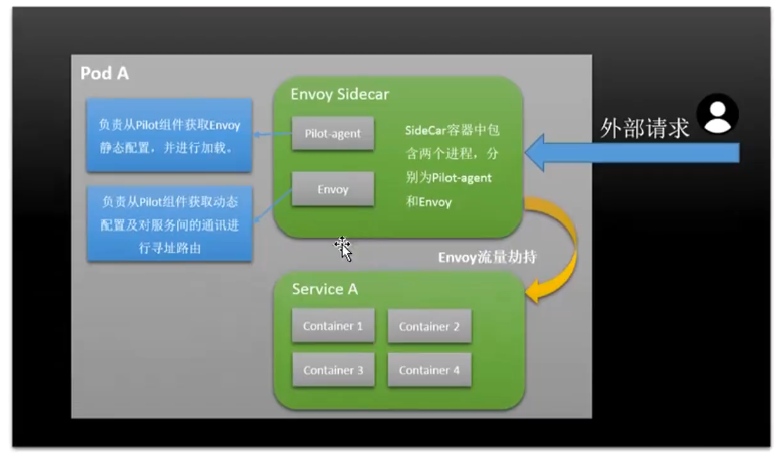 Pod A
负责从Pilot组件获取Envoy
静态配置，并进行加载。
负责从Pilot组件获取动态
配置及对服务间的通讯进
行寻址路由
Envoy Sidecar
Pilot-agent
Envoy
SideCar容器中包
含两个进程，分
别为Pilot-agent
和Envoy
外部请求
Envoy流量劫持
Service A
Container 1
Container 2
Container 3
Container 4